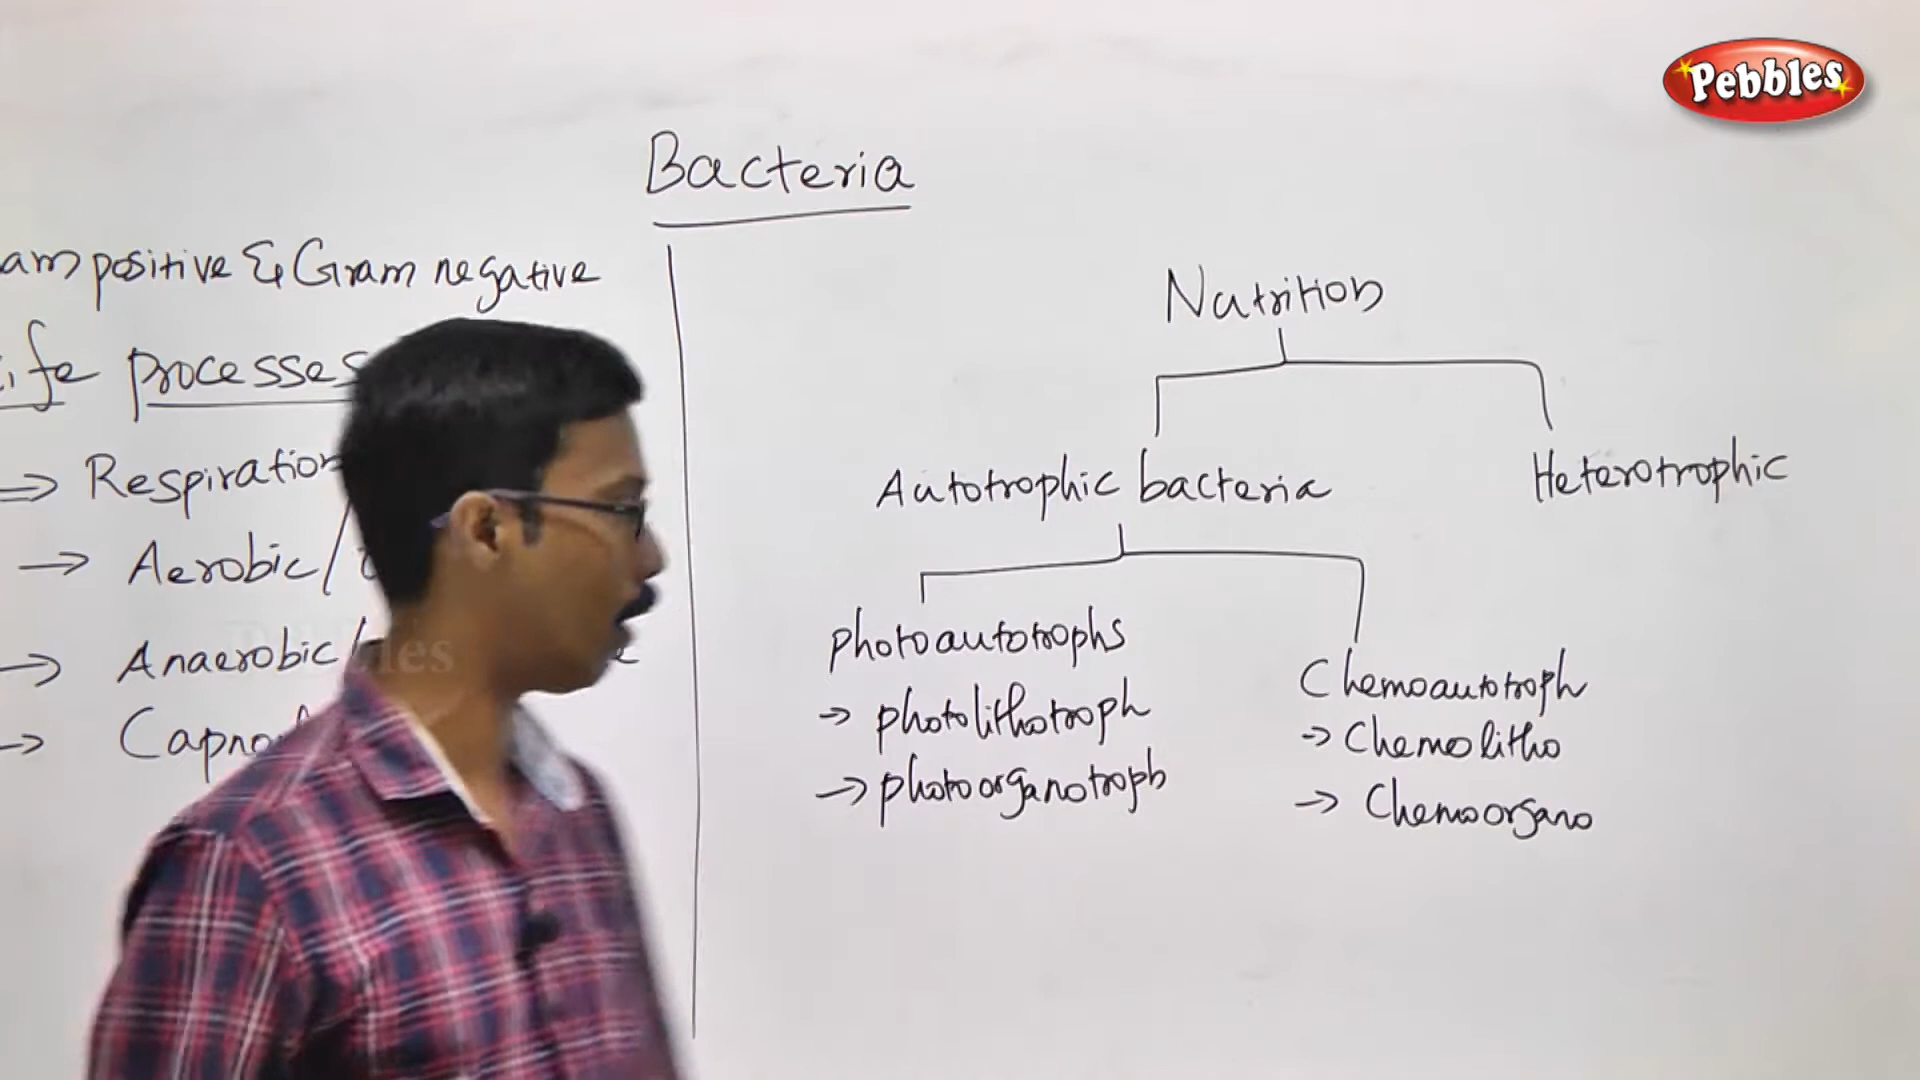 Pebbles
Bacteria
am positive & Gram negative
ife processes
⇒ Respiration
→ Aerobic/
→ Anaerobic/
→ Capno
Nutrition
Autotrophic bacteria
Heterotrophic
photoautotrophs
→ photolithotroph
→ photoorganotroph
Chemoautotroph
→ Chemolitho
→ Chemoorgano